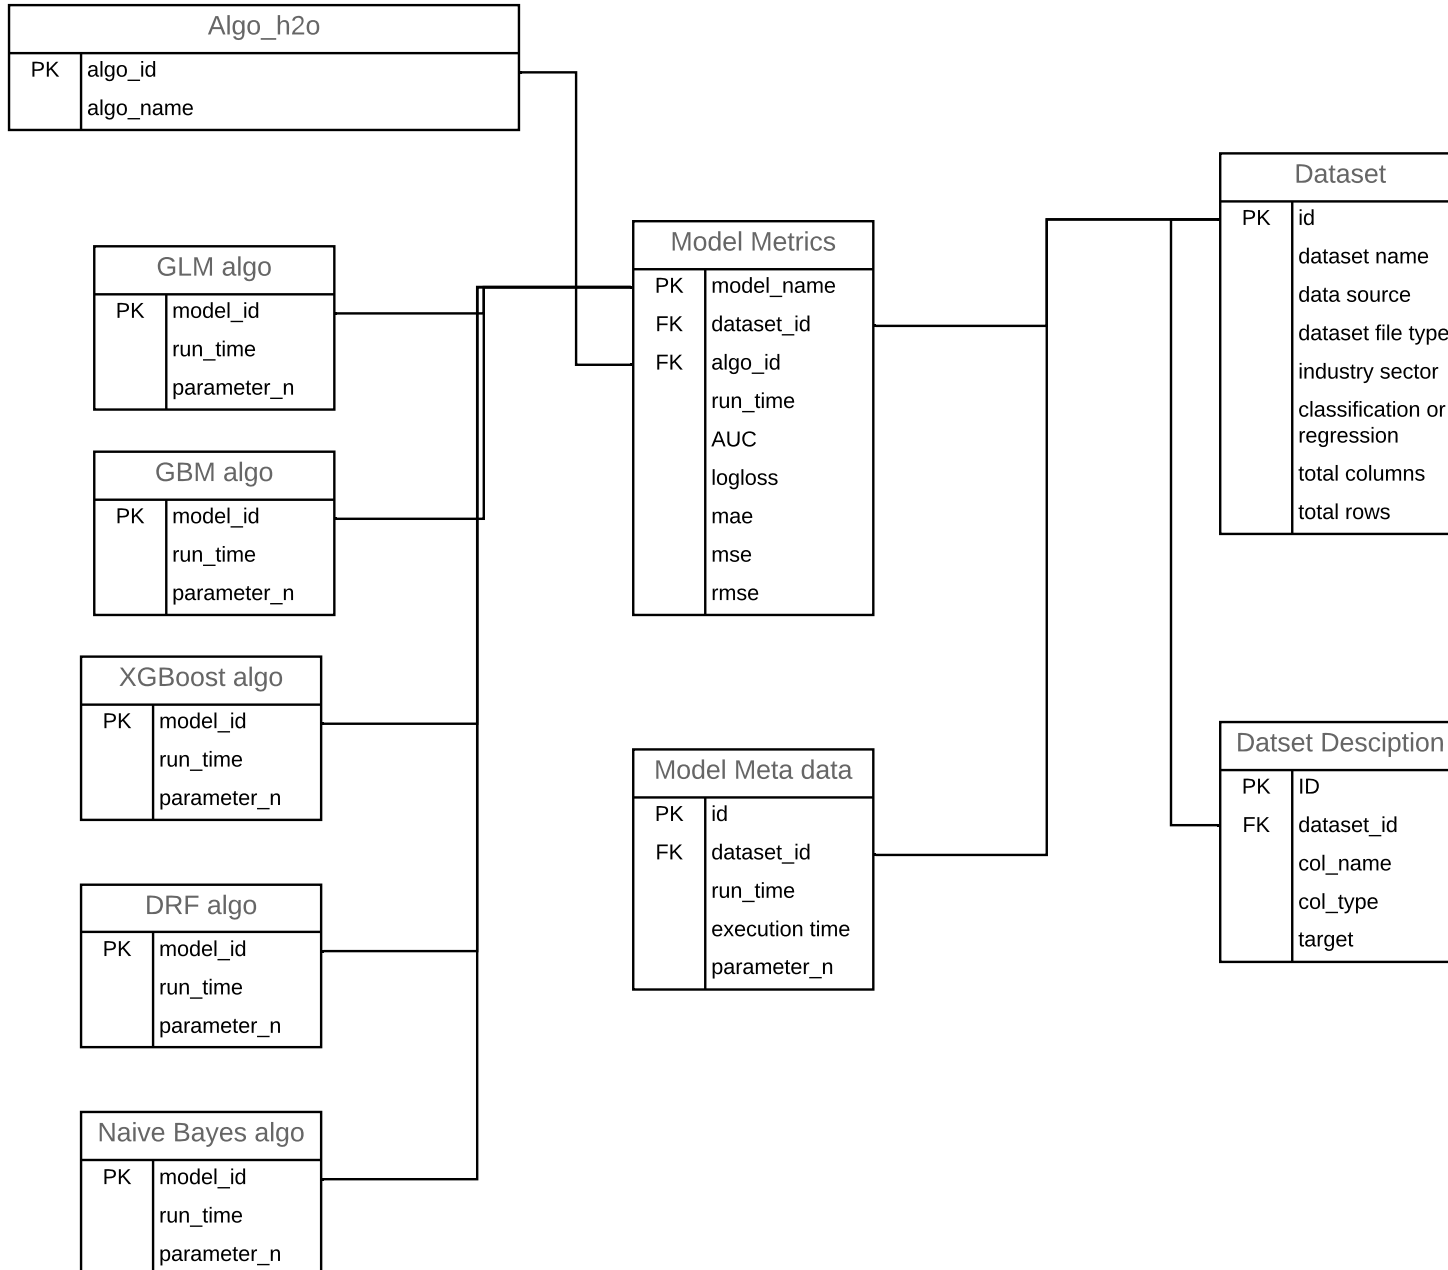 Algo_h2o
PK algo_id
algo_name
GLM algo
PK model_id
run_time
parameter_n
GBM algo
PK model_id
run_time
parameter_n
XGBoost algo
PK model_id
run_time
parameter_n
DRF algo
PK model_id
run_time
parameter_n
Naive Bayes algo
PK model_id
run_time
parameter_n
Model Metrics
PK model_name
FK dataset_id
FK algo_id
run_time
AUC
logloss
mae
mse
rmse
Model Meta data
PK id
FK dataset_id
run_time
execution time
parameter_n
Dataset
PK id
dataset name
data source
dataset file type
industry sector
classification or
regression
total columns
total rows
Datset Desciption
PK ID
FK dataset_id
col_name
col_type
target